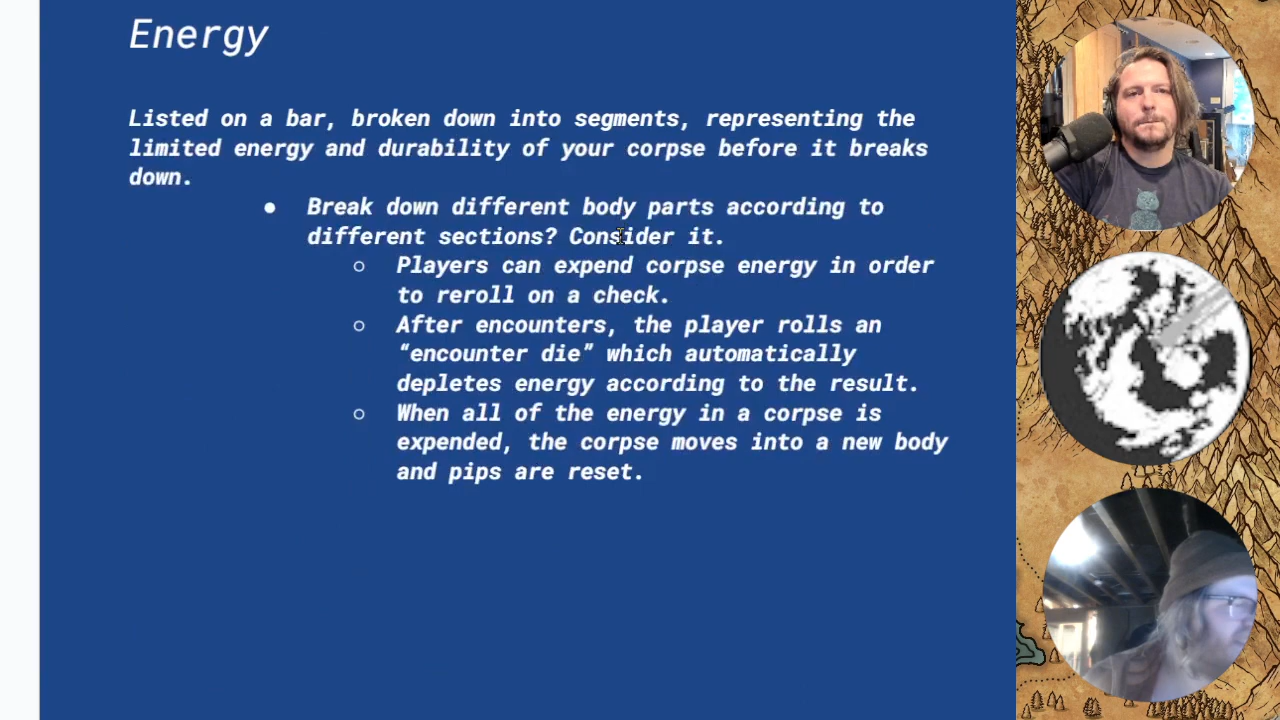 Energy
Listed on a bar, broken down into segments, representing the
limited energy and durability of your corpse before it breaks
down.
● Break down different body parts according to
different sections? Consider it.
○ Players can expend corpse energy in order
to reroll on a check.
○ After encounters, the player rolls an
“encounter die” which automatically
depletes energy according to the result.
○ When all of the energy in a corpse is
expended, the corpse moves into a new body
and pips are reset.